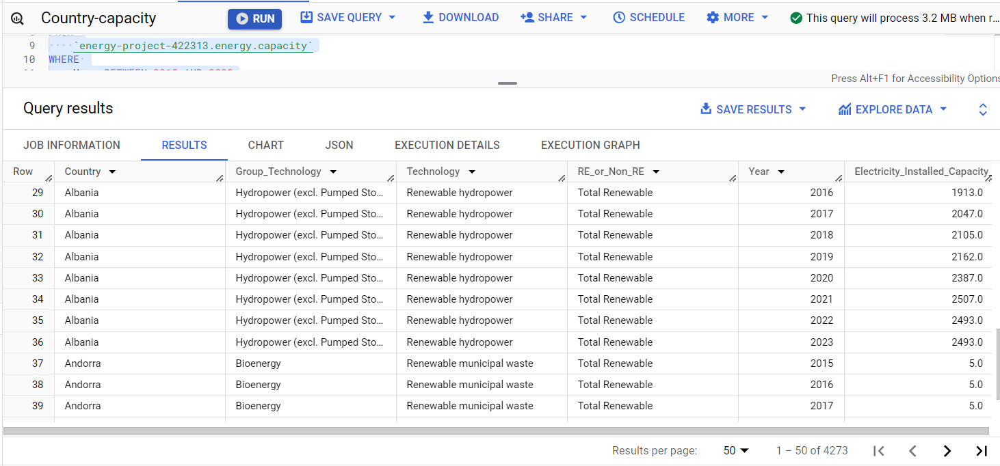 Country-capacity RUN SAVE QUERY DOWNLOAD SHARE SCHEDULE MORE This query will process 3.2 MB when r...
9 `energy-project-422313.energy.capacity`
10 WHERE
Press Alt+F1 for Accessibility Options
Query results SAVE RESULTS EXPLORE DATA
JOB INFORMATION RESULTS CHART JSON EXECUTION DETAILS EXECUTION GRAPH
Row Country Group_Technology Technology RE_or_Non_RE Year Electricity_Installed_Capacity_
29 Albania Hydropower (excl. Pumped Sto... Renewable hydropower Total Renewable 2016 1913.0
30 Albania Hydropower (excl. Pumped Sto... Renewable hydropower Total Renewable 2017 2047.0
31 Albania Hydropower (excl. Pumped Sto... Renewable hydropower Total Renewable 2018 2105.0
32 Albania Hydropower (excl. Pumped Sto... Renewable hydropower Total Renewable 2019 2162.0
33 Albania Hydropower (excl. Pumped Sto... Renewable hydropower Total Renewable 2020 2387.0
34 Albania Hydropower (excl. Pumped Sto... Renewable hydropower Total Renewable 2021 2507.0
35 Albania Hydropower (excl. Pumped Sto... Renewable hydropower Total Renewable 2022 2493.0
36 Albania Hydropower (excl. Pumped Sto... Renewable hydropower Total Renewable 2023 2493.0
37 Andorra Bioenergy Renewable municipal waste Total Renewable 2015 5.0
38 Andorra Bioenergy Renewable municipal waste Total Renewable 2016 5.0
39 Andorra Bioenergy Renewable municipal waste Total Renewable 2017 5.0
Results per page: 50 1 – 50 of 4273